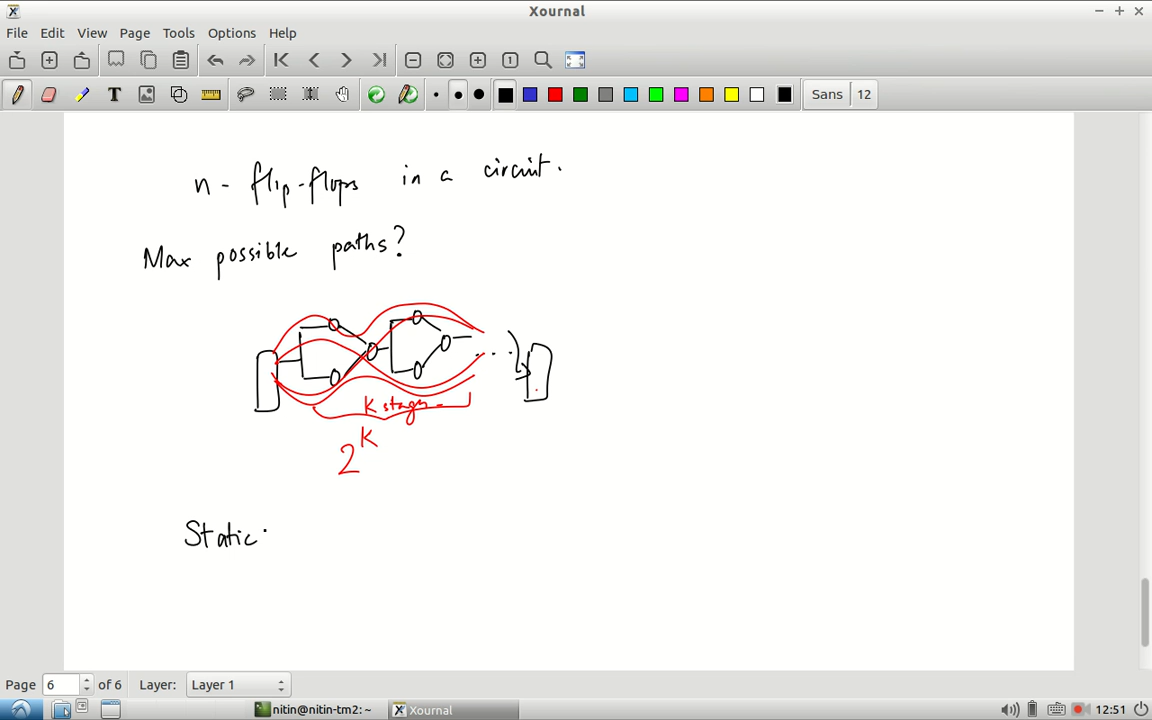 Xournal
File Edit View Page Tools Options Help
Sans 12
n - flip-flops in a circuit.
Max possible paths?
K stages
2^K
Static
Page 6 of 6 Layer: Layer 1
nitin@nitin-tm2: ~ Xournal 12:51